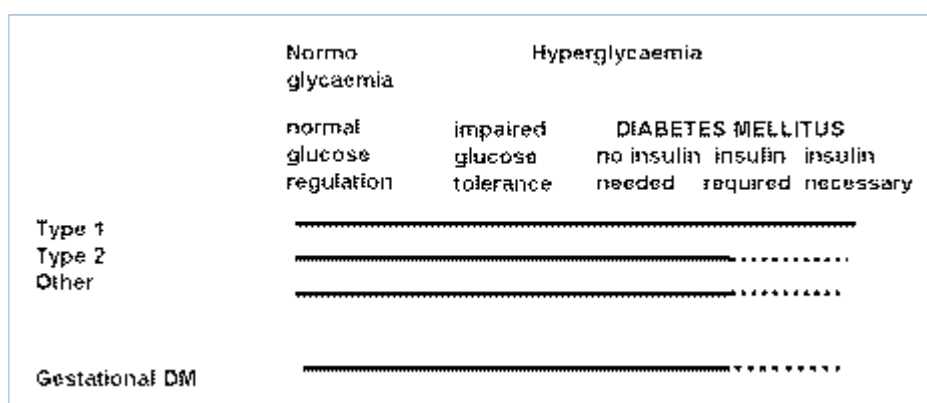 Normo Hyperglycaemia
glycaemia
normal impaired DIABETES MELLITUS
glucose glucose no insulin insulin insulin
regulation tolerance needed required necessary
Type 1
Type 2
Other
Gestational DM